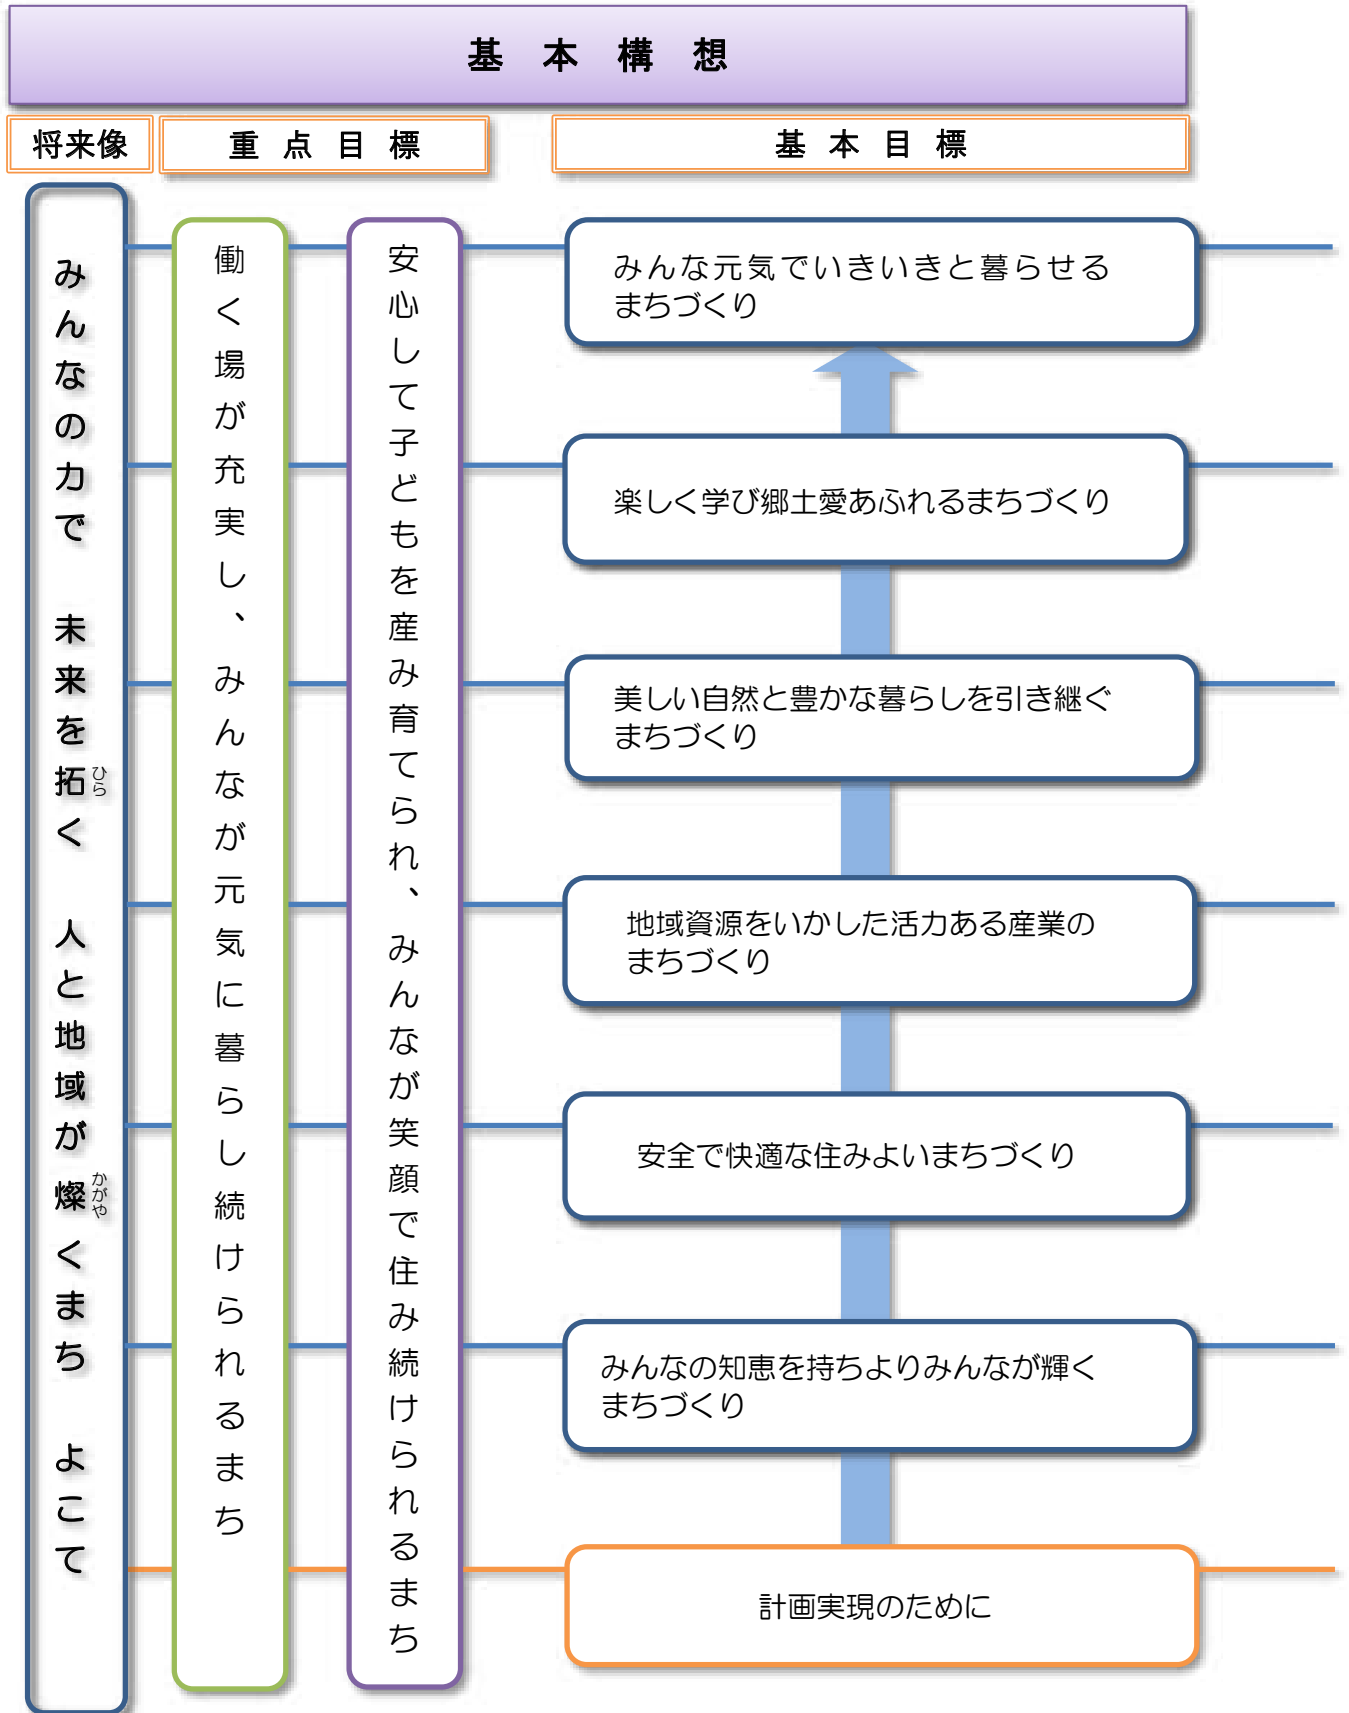 基本構想
将来像
重点目標
基本目標
みんなの力で 未来を拓く 人と地域が燦くまち よこて
ひら
かがや
働く場が充実し、みんなが元気に暮らし続けられるまち
安心して子どもを産み育てられ、みんなが笑顔で住み続けられるまち
みんな元気でいきいきと暮らせる
まちづくり
楽しく学び郷土愛あふれるまちづくり
美しい自然と豊かな暮らしを引き継ぐ
まちづくり
地域資源をいかした活力ある産業の
まちづくり
安全で快適な住みよいまちづくり
みんなの知恵を持ちよりみんなが輝く
まちづくり
計画実現のために